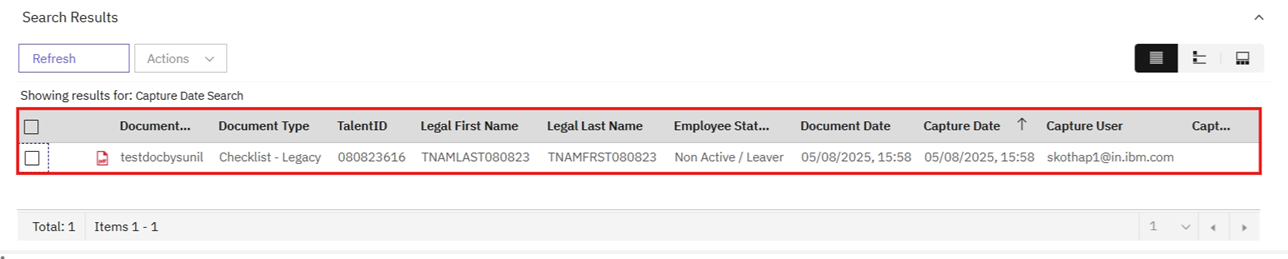 Search Results
Refresh Actions
Showing results for: Capture Date Search
Document... Document Type TalentID Legal First Name Legal Last Name Employee Stat... Document Date Capture Date Capture User Capt...
testdocbysunil Checklist - Legacy 080823616 TNAMLAST080823 TNAMFRST080823 Non Active / Leaver 05/08/2025, 15:58 05/08/2025, 15:58 skothap1@in.ibm.com
Total: 1 Items 1 - 1 1